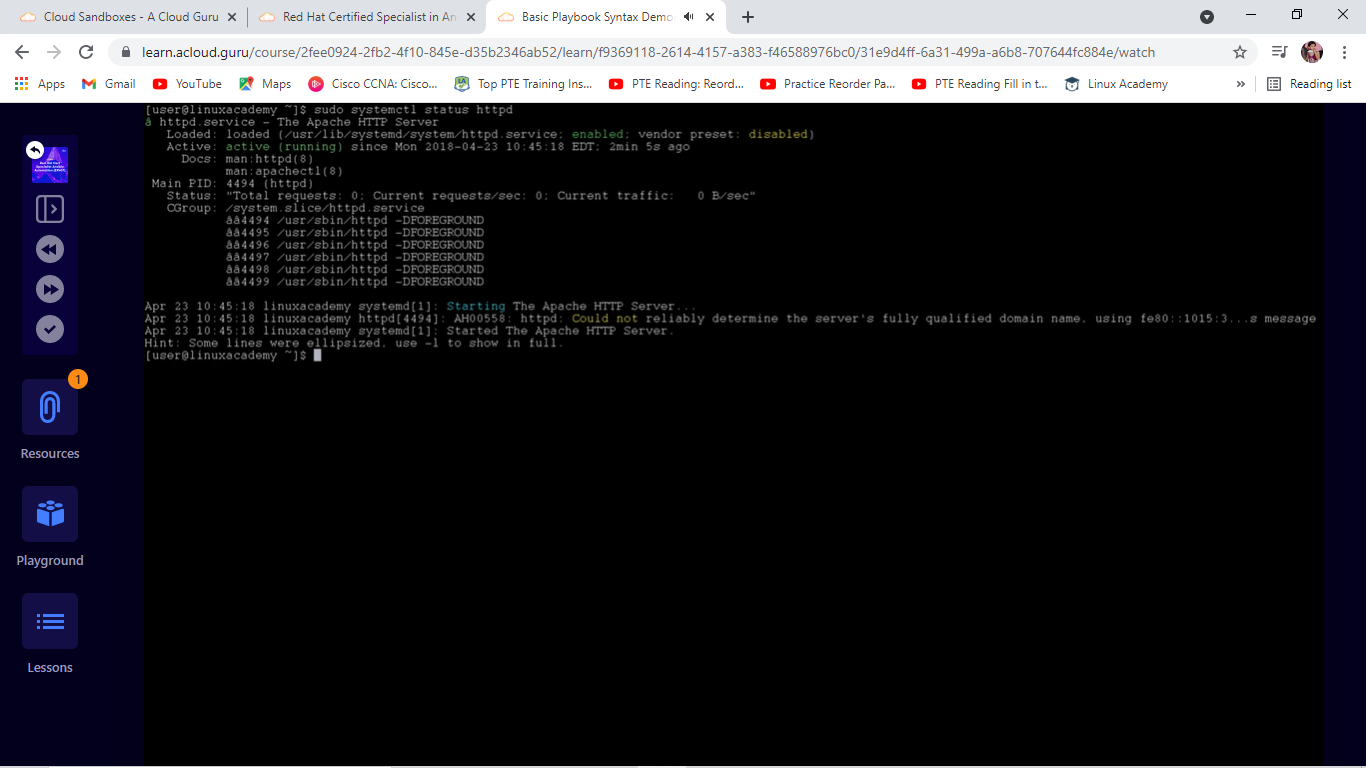 Cloud Sandboxes - A Cloud Guru
Red Hat Certified Specialist in An
Basic Playbook Syntax Demo
learn.acloud.guru/course/2fee0924-2fb2-4f10-845e-d35b2346ab52/learn/f9369118-2614-4157-a383-f46588976bc0/31e9d4ff-6a31-499a-a6b8-707644fc884e/watch
Apps Gmail YouTube Maps Cisco CCNA: Cisco... Top PTE Training Ins... PTE Reading: Reord... Practice Reorder Pa... PTE Reading Fill in t... Linux Academy » Reading list
[user@linuxacademy ~]$ sudo systemctl status httpd
â httpd.service - The Apache HTTP Server
Loaded: loaded (/usr/lib/systemd/system/httpd.service; enabled; vendor preset: disabled)
Active: active (running) since Mon 2018-04-23 10:45:18 EDT; 2min 5s ago
Docs: man:httpd(8)
man:apachectl(8)
Main PID: 4494 (httpd)
Status: "Total requests: 0; Current requests/sec: 0; Current traffic:   0 B/sec"
CGroup: /system.slice/httpd.service
ââ4494 /usr/sbin/httpd -DFOREGROUND
ââ4495 /usr/sbin/httpd -DFOREGROUND
ââ4496 /usr/sbin/httpd -DFOREGROUND
ââ4497 /usr/sbin/httpd -DFOREGROUND
ââ4498 /usr/sbin/httpd -DFOREGROUND
ââ4499 /usr/sbin/httpd -DFOREGROUND
Apr 23 10:45:18 linuxacademy systemd[1]: Starting The Apache HTTP Server...
Apr 23 10:45:18 linuxacademy httpd[4494]: AH00558: httpd: Could not reliably determine the server's fully qualified domain name, using fe80::1015:3...s message
Apr 23 10:45:18 linuxacademy systemd[1]: Started The Apache HTTP Server.
Hint: Some lines were ellipsized, use -l to show in full.
[user@linuxacademy ~]$
1
Resources
Playground
Lessons